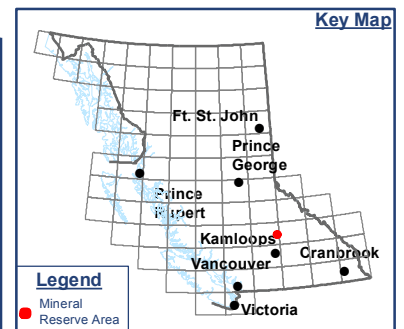 Key Map
Ft. St. John
Prince
George
Prince
Rupert
Kamloops
Vancouver
Cranbrook
Victoria
Legend
Mineral
Reserve Area